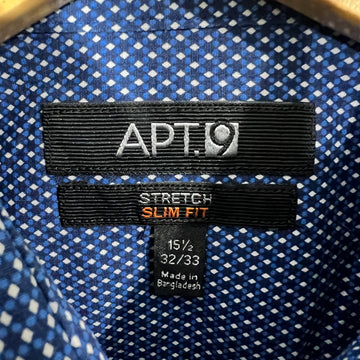 APT.9
STRETCH
SLIM FIT
15½
32/33
Made in
Bangladesh